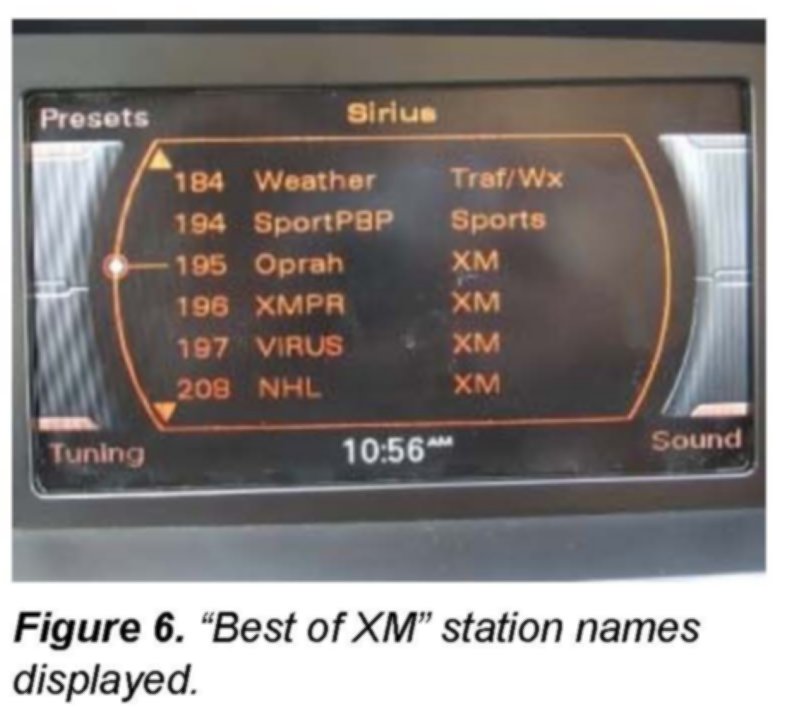 Presets Sirius
184 Weather Traf/Wx
194 SportPBP Sports
195 Oprah XM
196 XMPR XM
197 VIRUS XM
209 NHL XM
Tuning 10:56AM Sound
Figure 6. “Best of XM” station names
displayed.